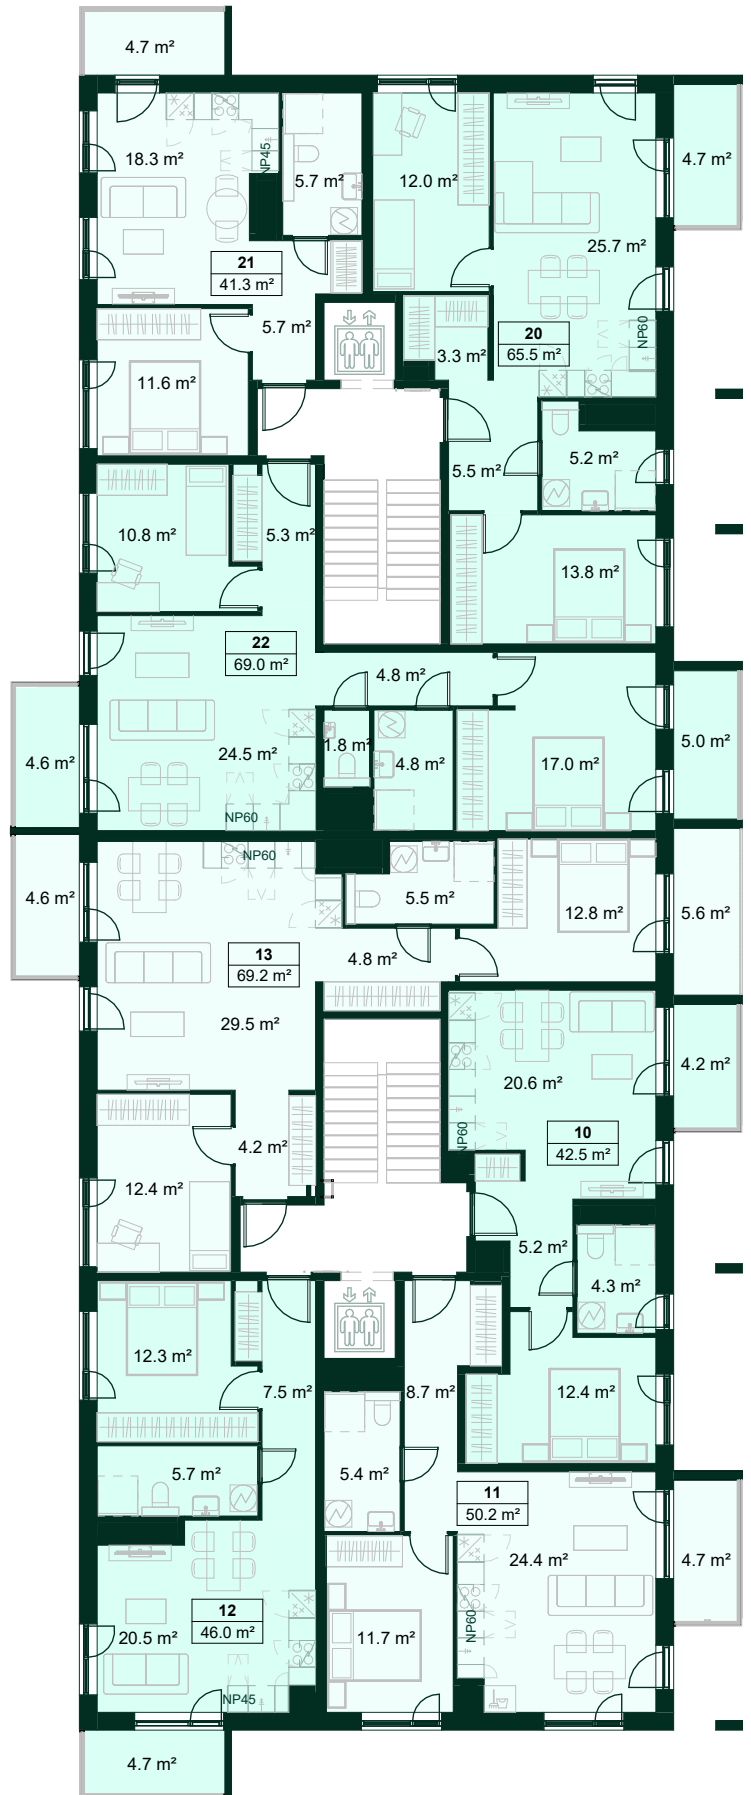 4.7 m²
18.3 m²
NP45
5.7 m²
12.0 m²
4.7 m²
25.7 m²
21
41.3 m²
5.7 m²
20
65.5 m²
NP60
3.3 m²
11.6 m²
5.2 m²
5.5 m²
10.8 m²
5.3 m²
13.8 m²
22
69.0 m²
4.8 m²
4.6 m²
24.5 m²
1.8 m²
4.8 m²
17.0 m²
5.0 m²
NP60
NP60
4.6 m²
5.5 m²
12.8 m²
5.6 m²
13
69.2 m²
4.8 m²
29.5 m²
20.6 m²
4.2 m²
NP60
10
42.5 m²
4.2 m²
12.4 m²
5.2 m²
4.3 m²
12.3 m²
7.5 m²
8.7 m²
12.4 m²
5.7 m²
5.4 m²
11
50.2 m²
24.4 m²
4.7 m²
12
46.0 m²
20.5 m²
11.7 m²
NP60
NP45
4.7 m²